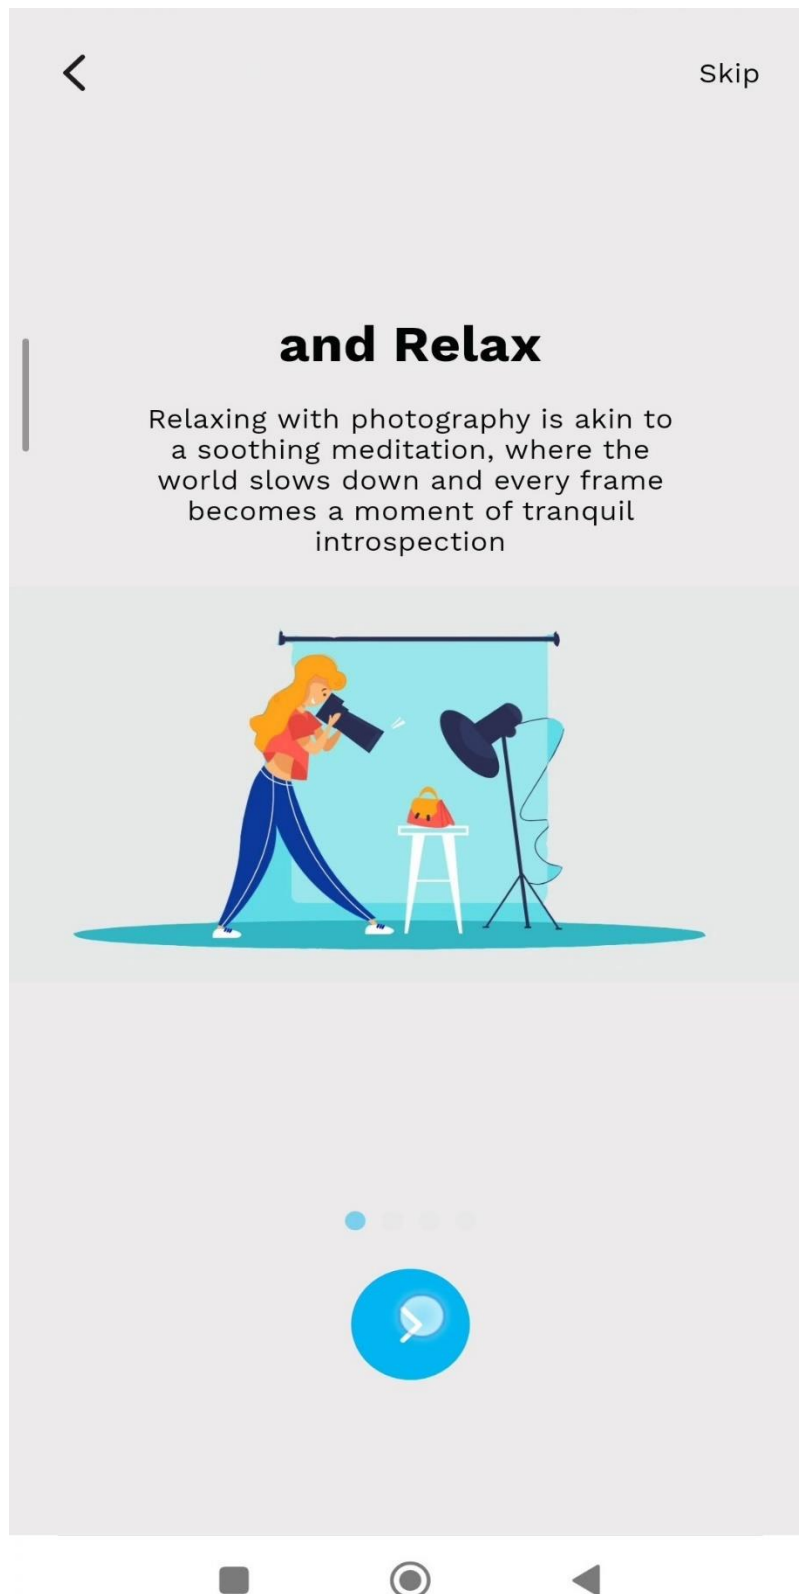 Skip
and Relax
Relaxing with photography is akin to
a soothing meditation, where the
world slows down and every frame
becomes a moment of tranquil
introspection